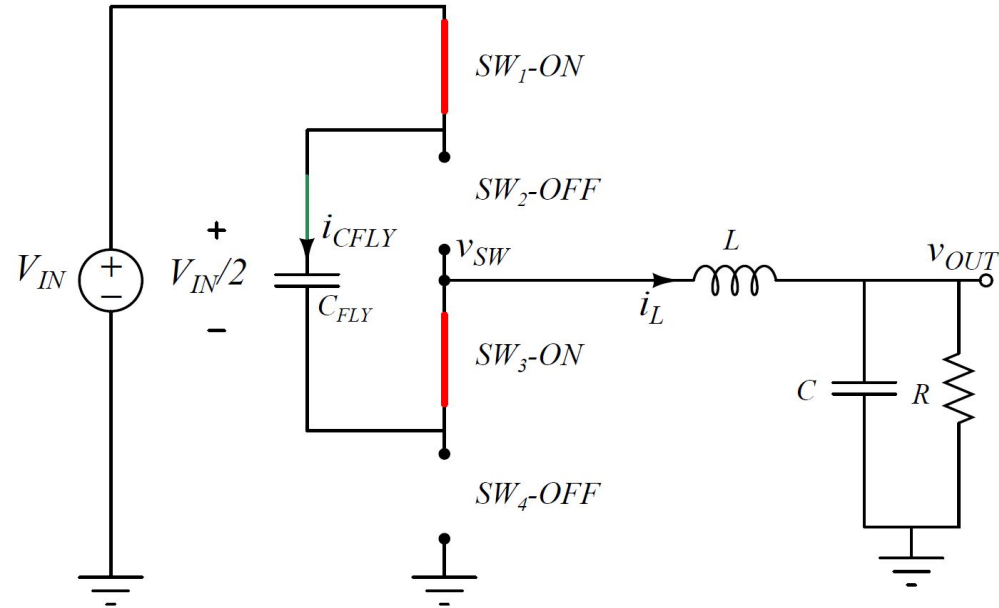 SW1-ON
SW2-OFF
iCFLY
vSW
L
vOUT
VIN
+
−
+
VIN/2
−
CFLY
iL
SW3-ON
C
R
SW4-OFF